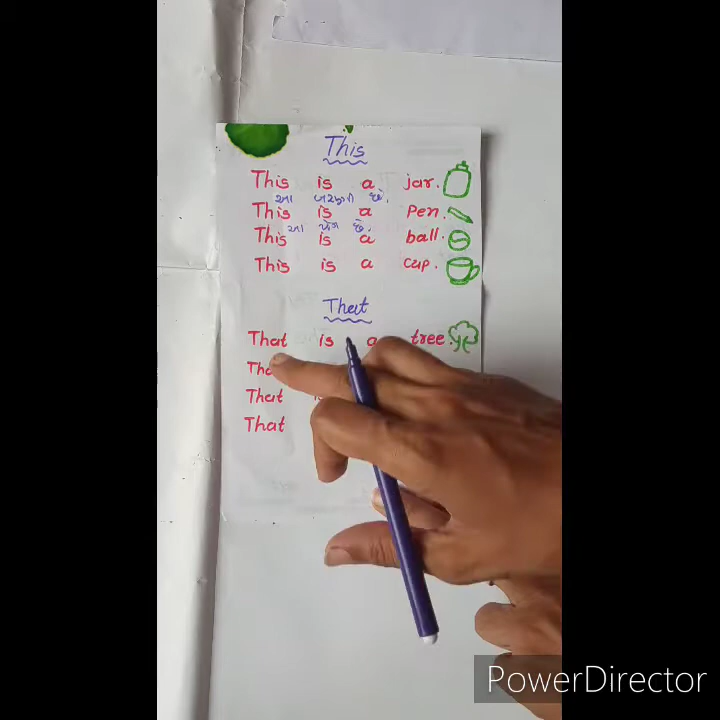 This
This is a jar.
આ બરણી છે.
This is a Pen.
આ પેન છે.
This is a ball.
This is a cup.
That
That is a tree.
That
That
PowerDirector